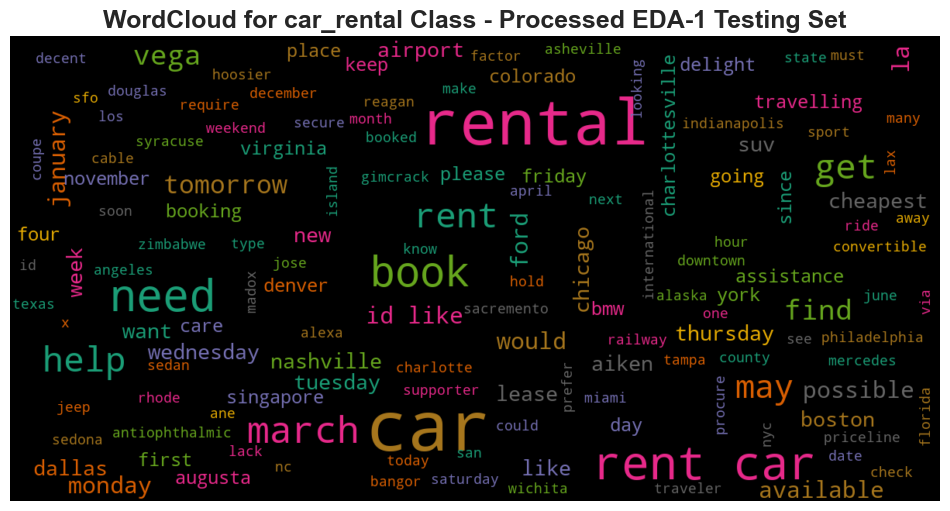 WordCloud for car_rental Class - Processed EDA-1 Testing Set
decent
vega
place
airport
keep
factor
asheville
state
must
la
hoosier
colorado
looking
delight
sfo
douglas
december
reagan
make
travelling
january
los
require
month
rental
charlottesville
many
syracuse
weekend
secure
booked
indianapolis
sport
coupe
cable
virginia
suv
lax
november
tomorrow
island
gimcrack
please
friday
going
get
since
april
next
cheapest
soon
booking
rent
ride
away
four
zimbabwe
type
new
know
ford
chicago
international
hour
convertible
id
week
angeles
jose
book
downtown
madox
denver
hold
assistance
texas
need
id like
sacremento
bmw
alaska
york
june
via
x
want
care
alexa
one
find
help
wednesday
would
railway
thursday
see
philadelphia
sedan
nashville
charlotte
aiken
tampa
county
mercedes
tuesday
supporter
prefer
jeep
rhode
singapore
lease
miami
procure
may
possible
ane
car
could
day
boston
florida
sedona
antiophthalmic
march
nyc
priceline
lack
today
san
like
rent car
date
dallas
first
nc
check
monday
augusta
bangor
saturday
wichita
traveler
available